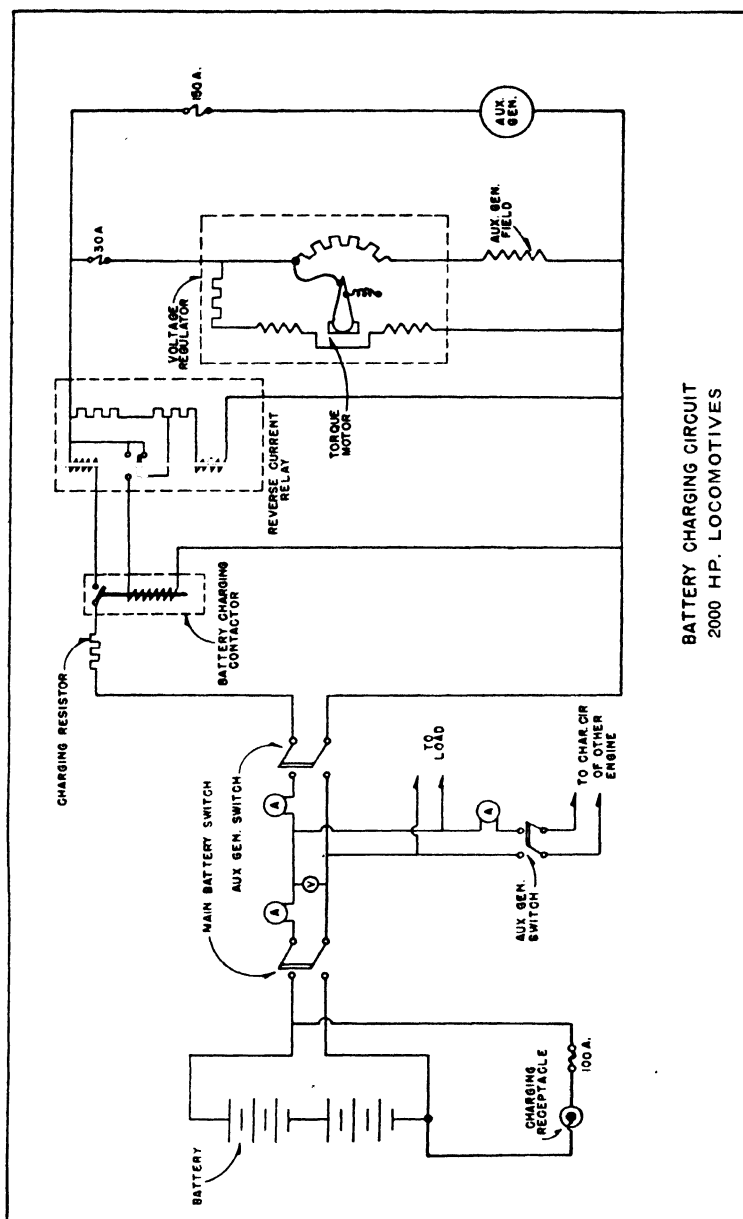 150 A.
AUX.
GEN.
30 A
AUX. GEN.
FIELD
VOLTAGE
REGULATOR
TORQUE
MOTOR
REVERSE CURRENT
RELAY
BATTERY CHARGING
CONTACTOR
CHARGING RESISTOR
AUX GEN. SWITCH
MAIN BATTERY SWITCH
A
TO
LOAD
A
TO CHAR. CIR
OF OTHER
ENGINE
AUX GEN.
SWITCH
V
A
BATTERY
CHARGING
RECEPTACLE
100 A.
BATTERY CHARGING CIRCUIT
2000 HP. LOCOMOTIVES